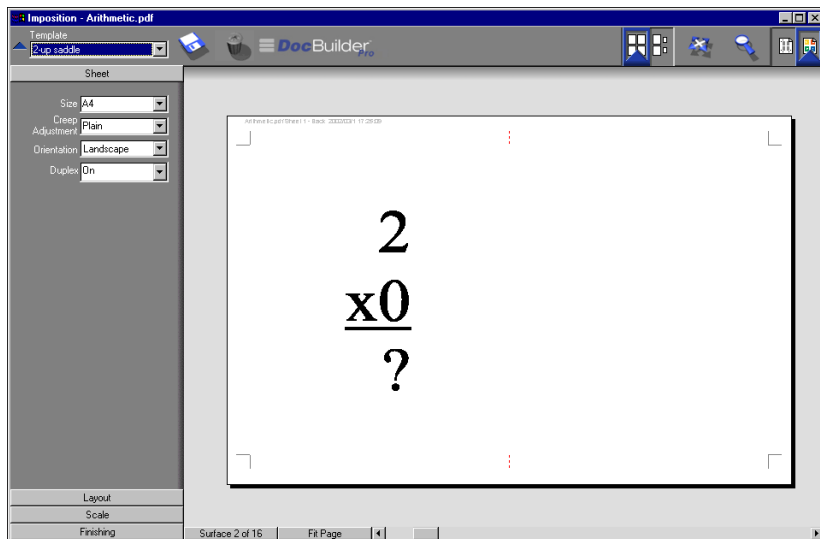 Imposition - Arithmetic.pdf
Template
2-up saddle
DocBuilder Pro
Sheet
Size A4
Creep Adjustment Plain
Orientation Landscape
Duplex On
2
x0
?
Layout
Scale
Finishing
Surface 2 of 16
Fit Page